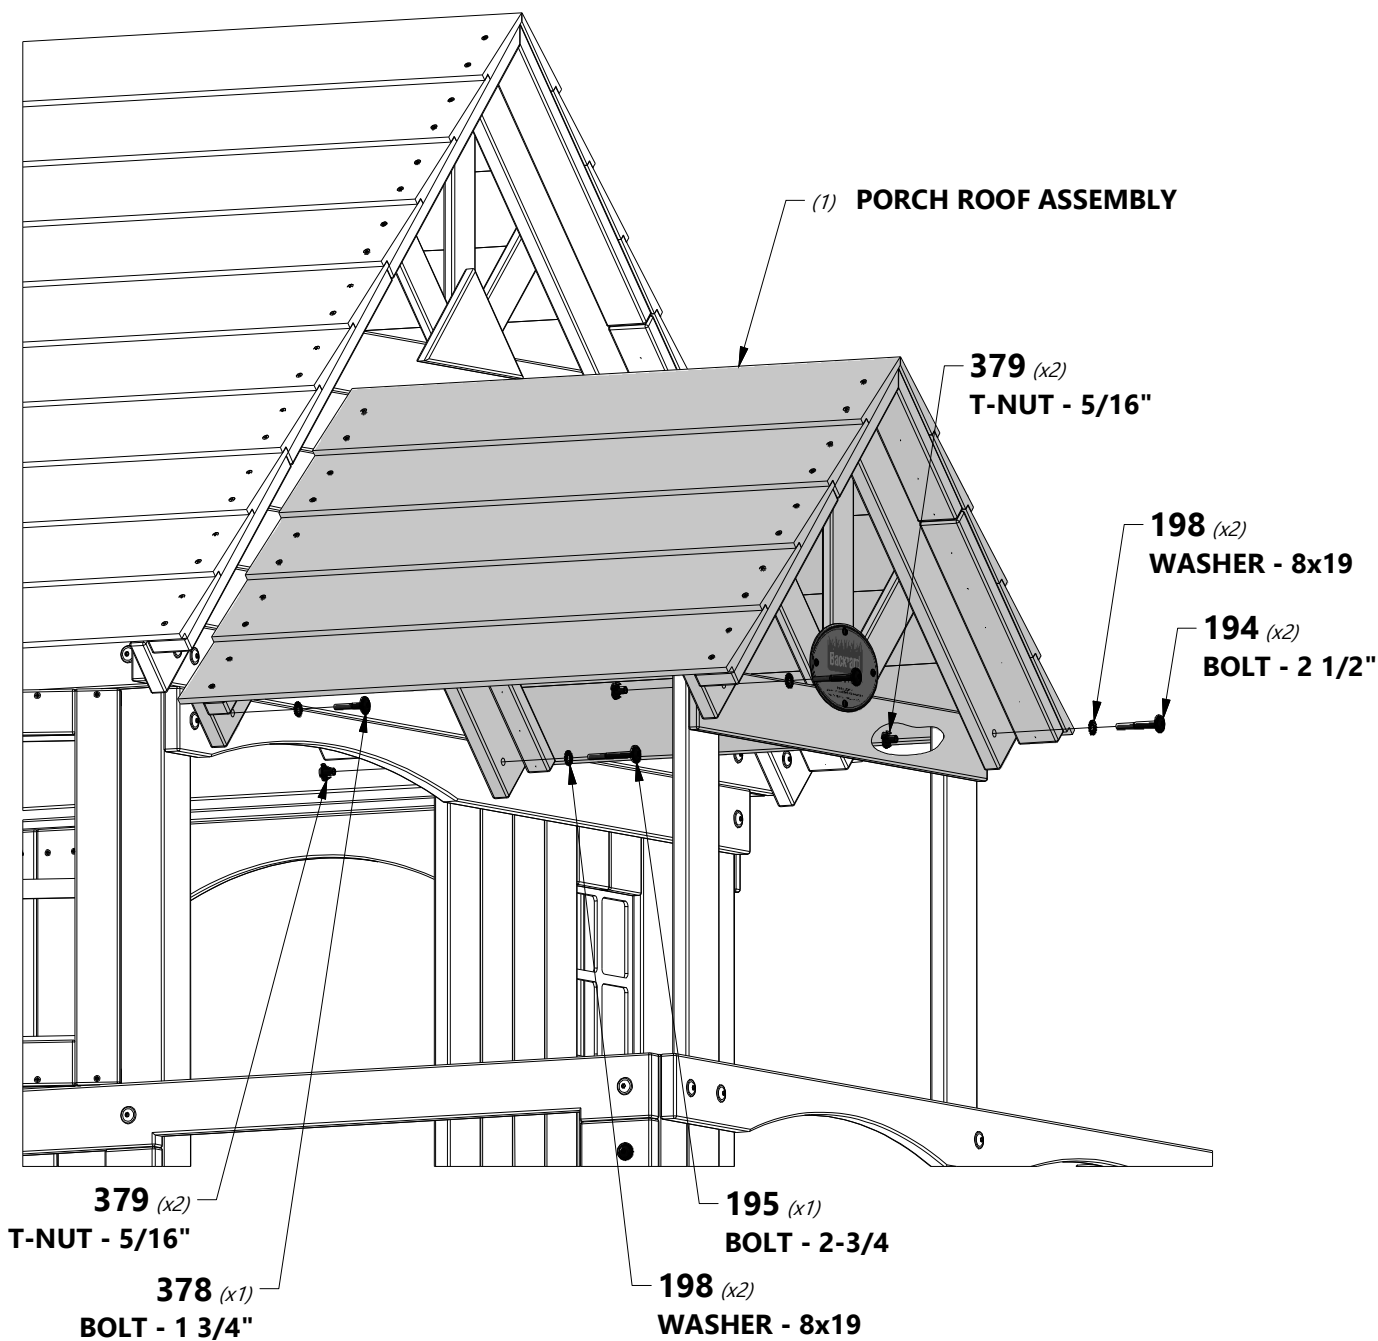 (1) PORCH ROOF ASSEMBLY
379 (x2)
T-NUT - 5/16"
198 (x2)
WASHER - 8x19
194 (x2)
BOLT - 2 1/2"
Backyard
379 (x2)
T-NUT - 5/16"
195 (x1)
BOLT - 2-3/4
378 (x1)
BOLT - 1 3/4"
198 (x2)
WASHER - 8x19